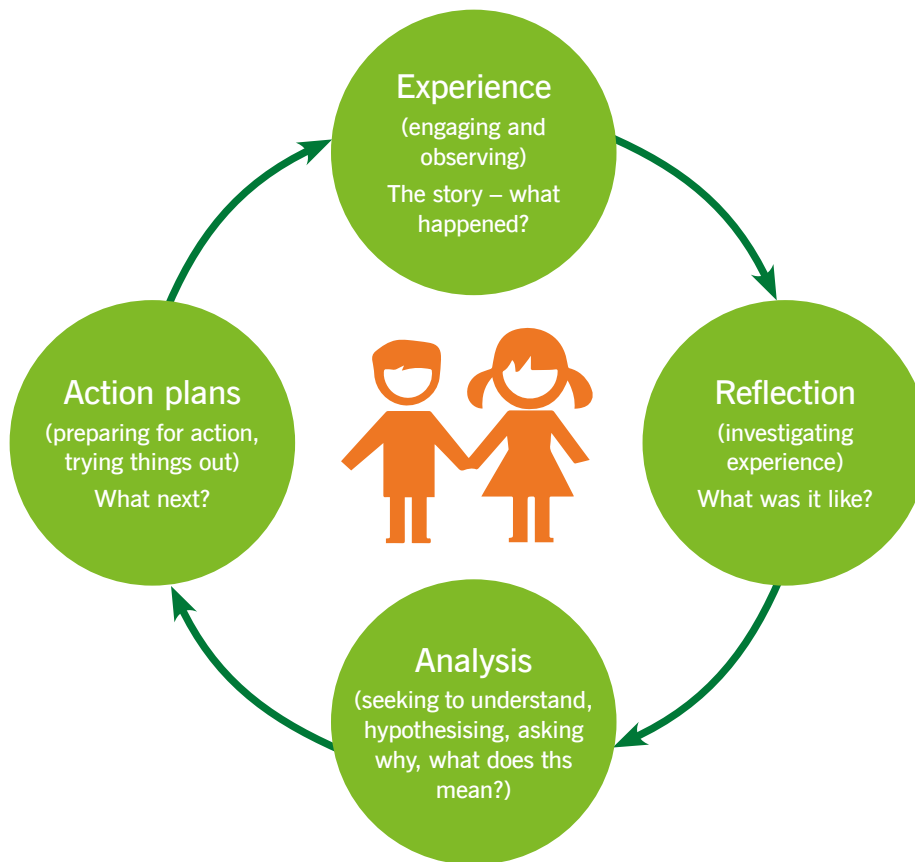 Experience
(engaging and
observing)
The story – what
happened?
Reflection
(investigating
experience)
What was it like?
Analysis
(seeking to understand,
hypothesising, asking
why, what does ths
mean?)
Action plans
(preparing for action,
trying things out)
What next?